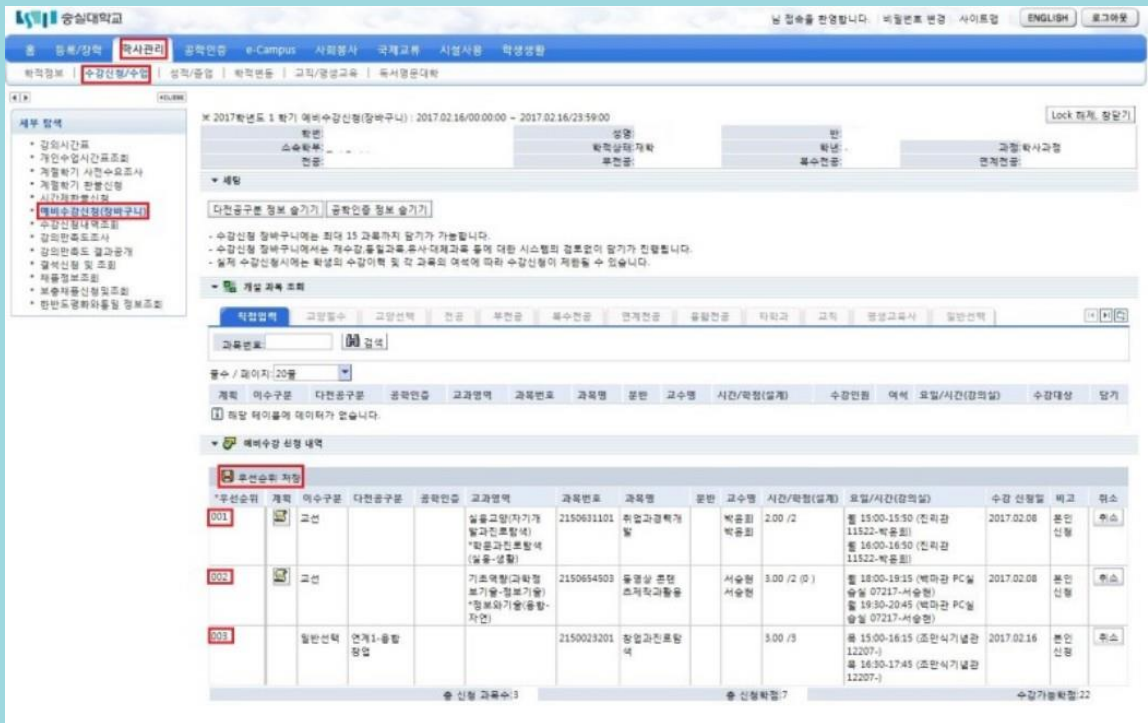 숭실대학교
님 접속을 환영합니다. 비밀번호 변경 사이트맵 ENGLISH 로그아웃
홈 등록/장학 학사관리 공학인증 e-Campus 사회봉사 국제교류 시설사용 학생생활
학적정보 | 수강신청/수업 | 성적/졸업 | 학적변동 | 교직/평생교육 | 독서명문대학
세부 탐색
• 강의시간표
• 개인수업시간표조회
• 계절학기 사전수요조사
• 계절학기 환불신청
• 시간제환불신청
• 예비수강신청(장바구니)
• 수강신청내역조회
• 강의만족도조사
• 강의만족도 결과공개
• 결석신청 및 조회
• 채플정보조회
• 보충채플신청및조회
• 한반도평화와통일 정보조회
※ 2017학년도 1 학기 예비수강신청(장바구니) : 2017.02.16/00:00:00 ~ 2017.02.16/23:59:00
Lock 해제, 창닫기
학번: 성명: 반:
소속학부: 학적상태:재학 학년: 과정:학사과정
전공: 부전공: 복수전공: 연계전공:
세팅
다전공구분 정보 숨기기 공학인증 정보 숨기기
- 수강신청 장바구니에는 최대 15 과목까지 담기가 가능합니다.
- 수강신청 장바구니에서는 재수강,동일과목,유사·대체과목 등에 대한 시스템의 검토없이 담기가 진행됩니다.
- 실제 수강신청시에는 학생의 수강이력 및 각 과목의 여석에 따라 수강신청이 제한될 수 있습니다.
개설 과목 조회
직접입력 교양필수 교양선택 전공 부전공 복수전공 연계전공 융합전공 타학과 교직 평생교육사 일반선택
과목번호: 검색
줄수 / 페이지: 20줄
계획 이수구분 다전공구분 공학인증 교과영역 과목번호 과목명 분반 교수명 시간/학점(설계) 수강인원 여석 요일/시간(강의실) 수강대상 담기
해당 테이블에 데이터가 없습니다.
예비수강 신청 내역
우선순위 저장
*우선순위 계획 이수구분 다전공구분 공학인증 교과영역 과목번호 과목명 분반 교수명 시간/학점(설계) 요일/시간(강의실) 수강 신청일 비고 취소
001 교선 실용교양(자기개 2150631101 취업과경력개 박윤희 2.00 /2 월 15:00-15:50 (진리관 2017.02.08 본인 취소
발과진로탐색) 발 박윤희 11522-박윤희) 신청
*학문과진로탐색 월 16:00-16:50 (진리관
(실용-생활) 11522-박윤희)
002 교선 기초역량(과학정 2150654503 동영상 콘텐 서승현 3.00 /2 (0 ) 월 18:00-19:15 (백마관 PC실 2017.02.08 본인 취소
보기술-정보기술) 츠제작과활용 서승현 습실 07217-서승현) 신청
*정보와기술(융합- 월 19:30-20:45 (백마관 PC실
자연) 습실 07217-서승현)
003 일반선택 연계1-융합 2150023201 창업과진로탐 3.00 /3 목 15:00-16:15 (조만식기념관 2017.02.16 본인 취소
창업 색 12207-) 신청
목 16:30-17:45 (조만식기념관
12207-)
총 신청 과목수:3 총 신청학점:7 수강가능학점:22